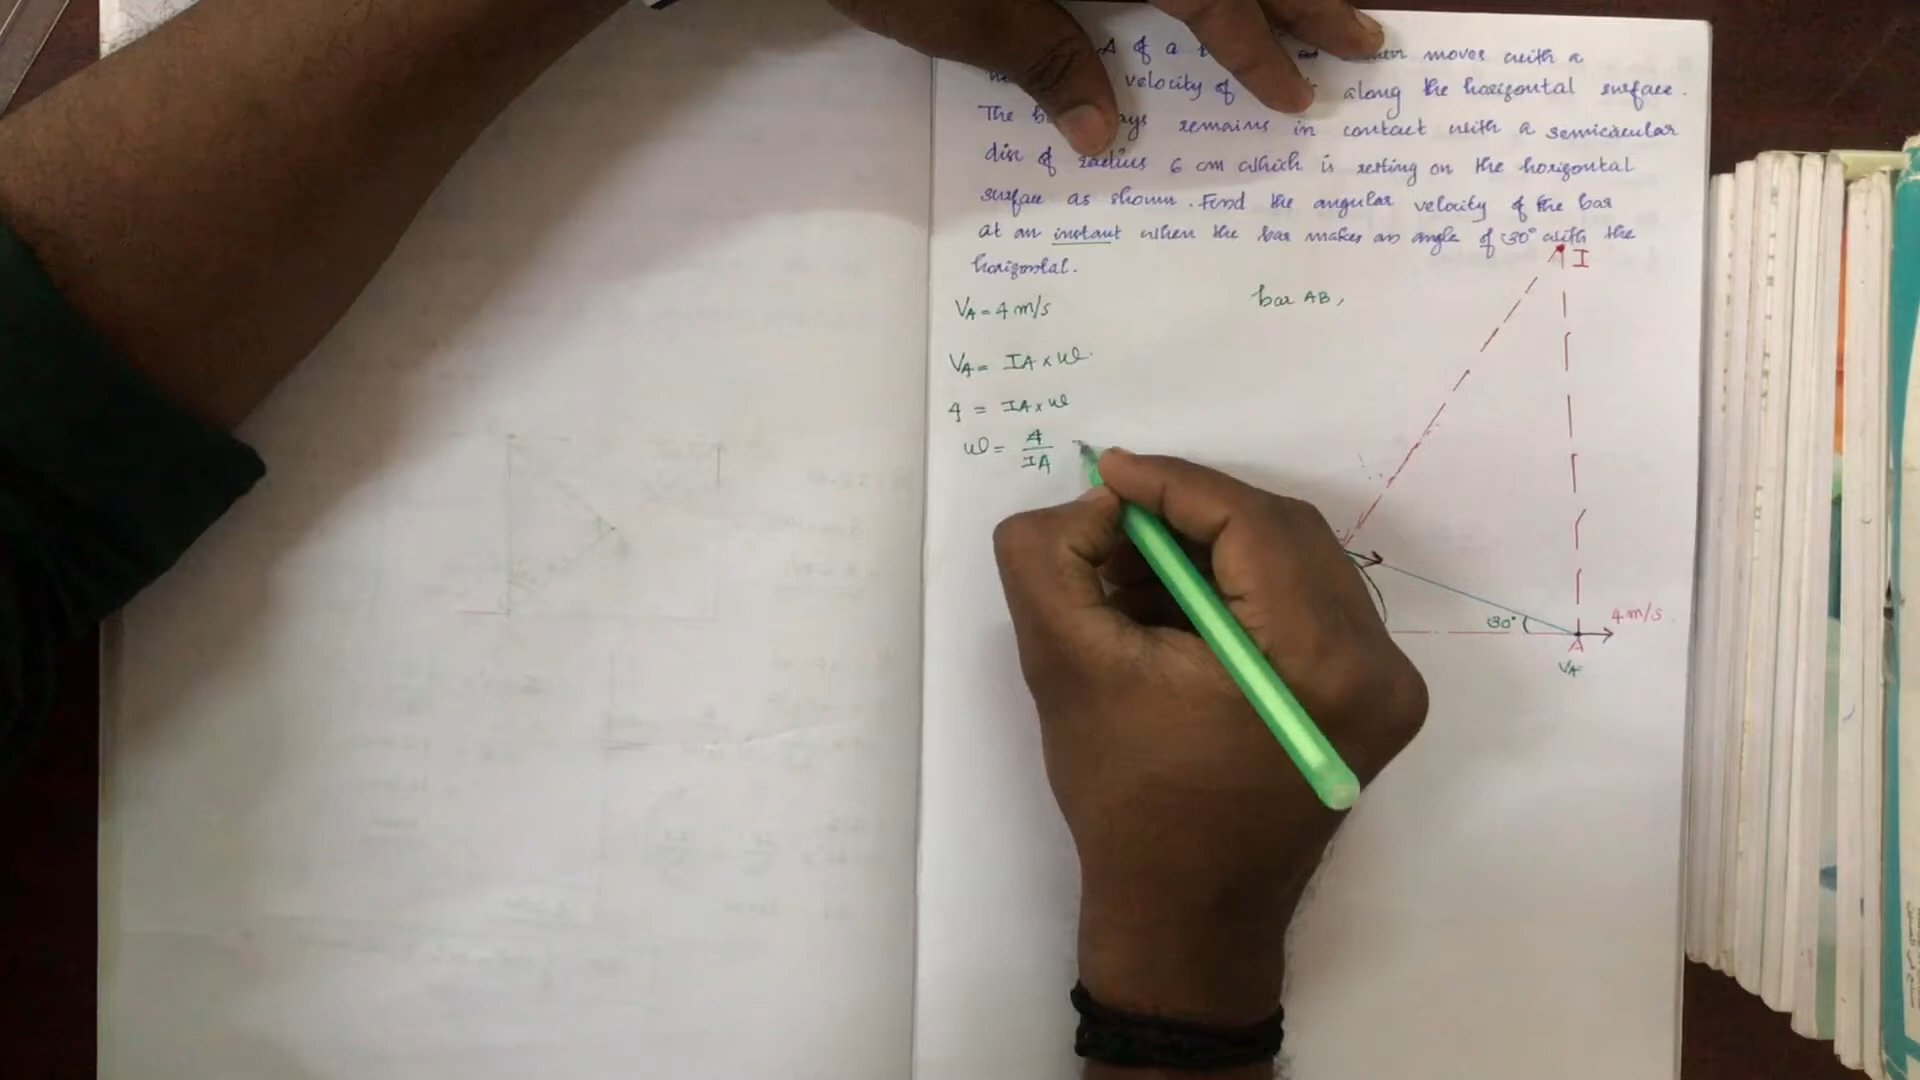 A of a moves with a
velocity of along the horizontal surface.
The remains in contact with a semicircular
disc of radius 6 cm which is resting on the horizontal
surface as shown. Find the angular velocity of the bar
at an instant when the bar makes an angle of 30° with the
horizontal.
I
bar AB,
VA = 4 m/s
VA = IA × ω.
4 = IA × ω
ω = 4/IA
30°
4 m/s
A
VA